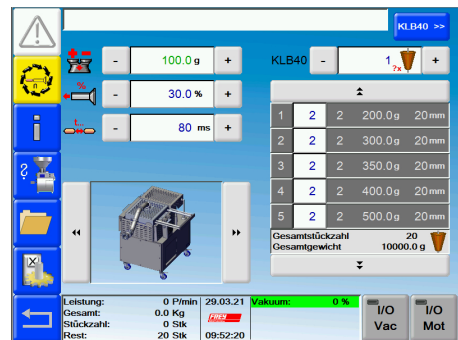 KLB40 >>
- 100.0 g +
KLB40 - 1 ?x +
%
- 30.0 % +
n
t...
- 80 ms +
1 2 2 200.0 g 20 mm
i
2 2 2 300.0 g 20 mm
3 2 2 350.0 g 20 mm
?
4 2 2 400.0 g 20 mm
5 2 2 500.0 g 20 mm
Gesamtstückzahl 20
Gesamtgewicht 10000.0 g
Leistung: 0 P/min 29.03.21 Vakuum: 0 %
Gesamt: 0.0 Kg FREY
Stückzahl: 0 Stk
Rest: 20 Stk 09:52:20
I/O Vac
I/O Mot